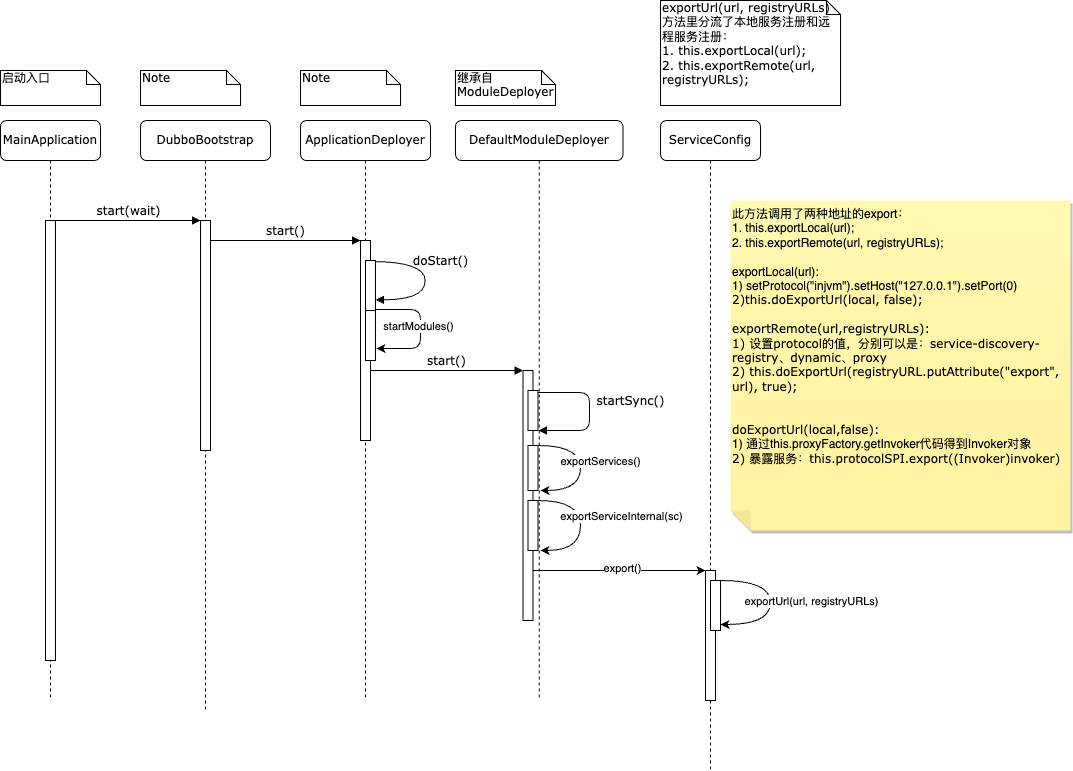 exportUrl(url, registryURLs)
方法里分流了本地服务注册和远
程服务注册：
1. this.exportLocal(url);
2. this.exportRemote(url,
registryURLs);
启动入口
Note
Note
继承自
ModuleDeployer
MainApplication
DubboBootstrap
ApplicationDeployer
DefaultModuleDeployer
ServiceConfig
start(wait)
start()
doStart()
startModules()
start()
startSync()
exportServices()
exportServiceInternal(sc)
export()
exportUrl(url, registryURLs)
此方法调用了两种地址的export：
1. this.exportLocal(url);
2. this.exportRemote(url, registryURLs);
exportLocal(url):
1) setProtocol("injvm").setHost("127.0.0.1").setPort(0)
2)this.doExportUrl(local, false);
exportRemote(url,registryURLs):
1) 设置protocol的值，分别可以是：service-discovery-
registry、dynamic、proxy
2) this.doExportUrl(registryURL.putAttribute("export",
url), true);
doExportUrl(local,false):
1) 通过this.proxyFactory.getInvoker代码得到Invoker对象
2) 暴露服务：this.protocolSPI.export((Invoker)invoker)